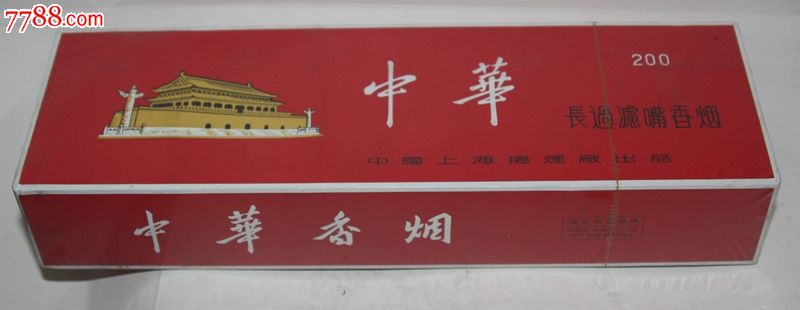 7788.com
200
中華
長過濾嘴香烟
中國上海捲煙廠出品
中華香烟